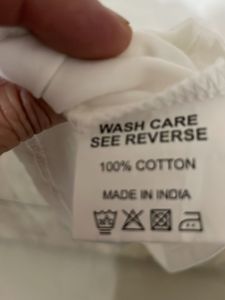 WASH CARE
SEE REVERSE
100% COTTON
MADE IN INDIA